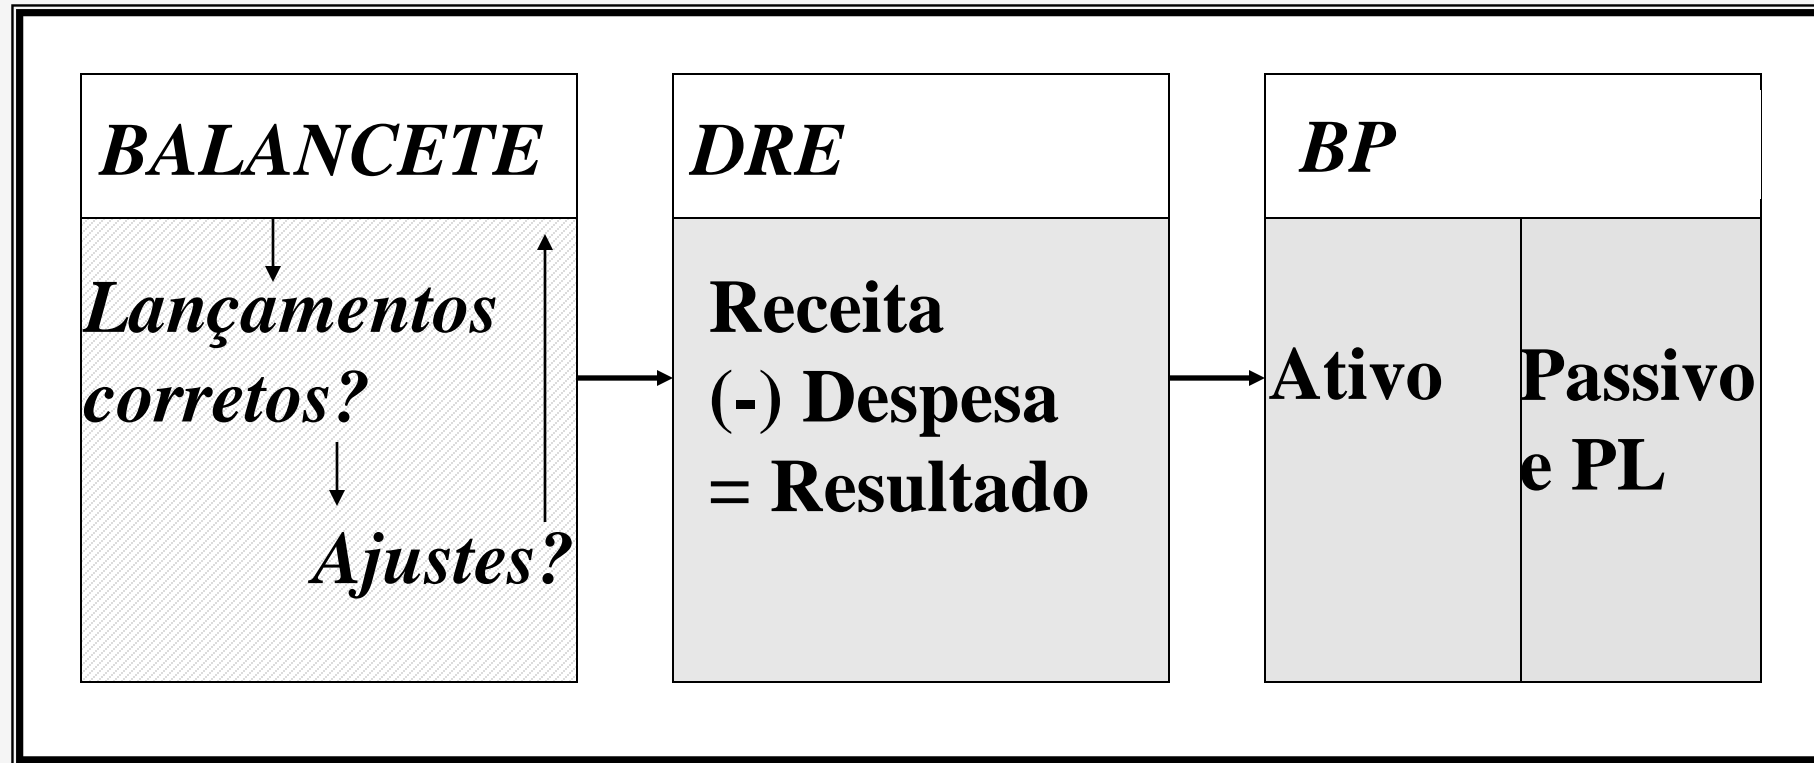 BALANCETE
Lançamentos
corretos?
Ajustes?
DRE
Receita
(-) Despesa
= Resultado
BP
Ativo
Passivo
e PL